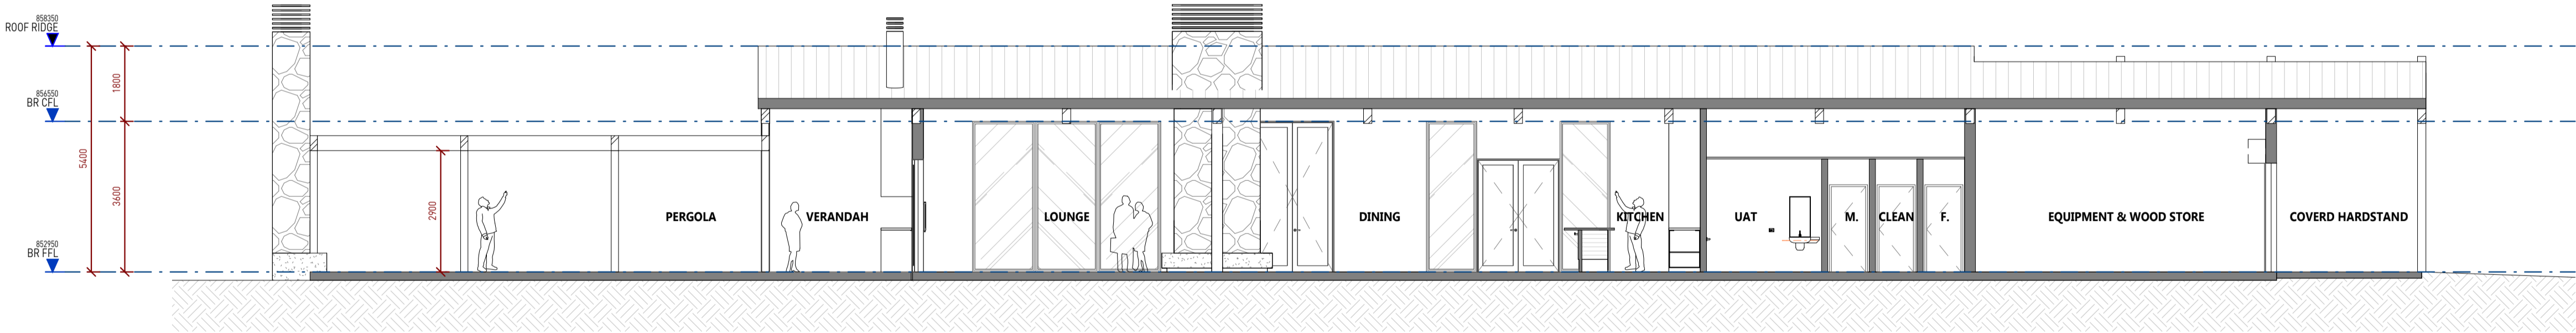 858350
ROOF RIDGE
856550
BR CFL
852950
BR FFL
5400
1800
3600
2900
PERGOLA
VERANDAH
LOUNGE
DINING
KITCHEN
UAT
M.
CLEAN
F.
EQUIPMENT & WOOD STORE
COVERD HARDSTAND